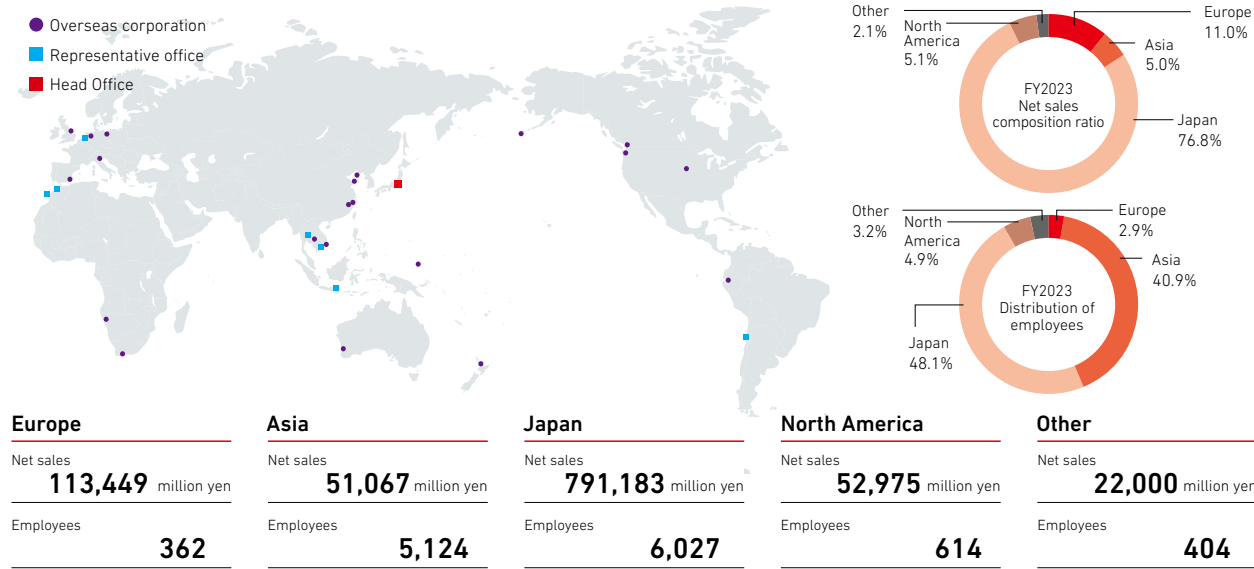 Overseas corporation
Representative office
Head Office
Other
2.1%
North
America
5.1%
Europe
11.0%
Asia
5.0%
Japan
76.8%
FY2023
Net sales
composition ratio
Other
3.2%
North
America
4.9%
Europe
2.9%
Asia
40.9%
Japan
48.1%
FY2023
Distribution of
employees
Europe
Net sales
113,449 million yen
Employees
362
Asia
Net sales
51,067 million yen
Employees
5,124
Japan
Net sales
791,183 million yen
Employees
6,027
North America
Net sales
52,975 million yen
Employees
614
Other
Net sales
22,000 million yen
Employees
404